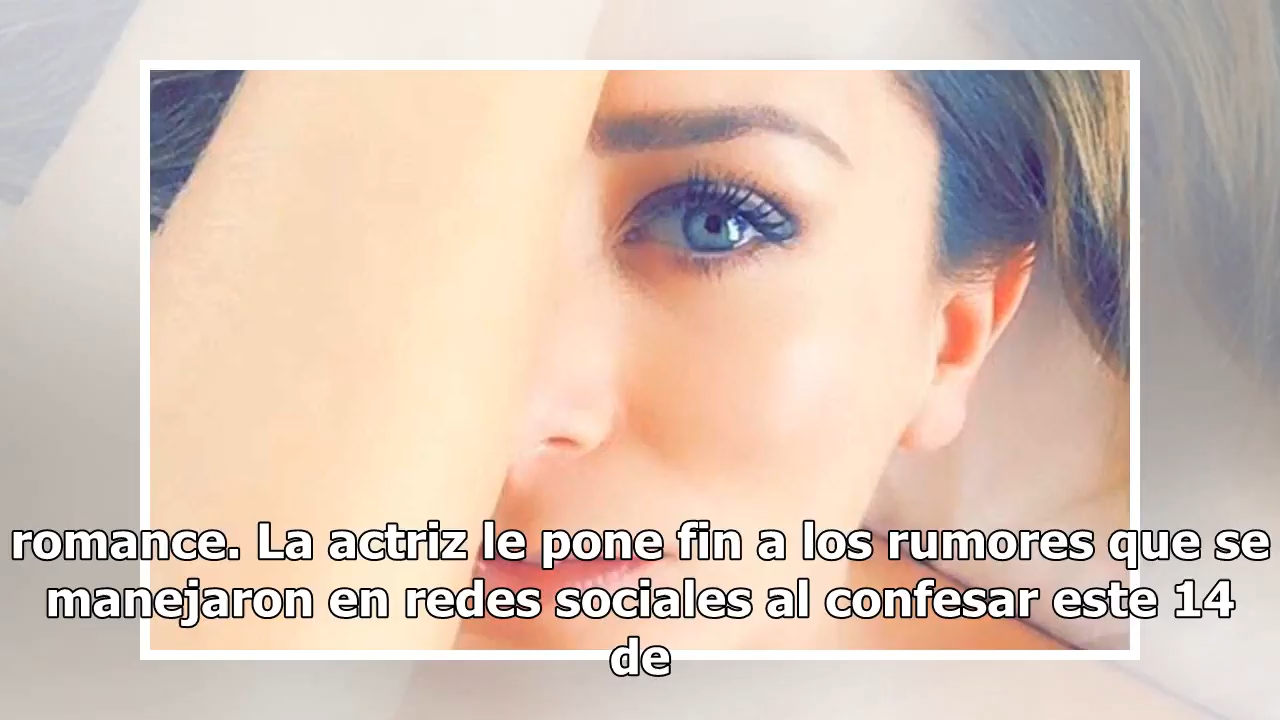 romance. La actriz le pone fin a los rumores que se
manejaron en redes sociales al confesar este 14
de